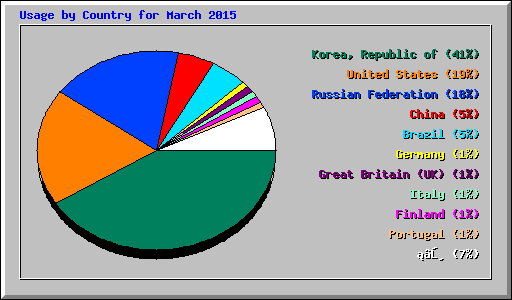 Usage by Country for March 2015
Korea, Republic of (41%)
United States (19%)
Russian Federation (18%)
China (5%)
Brazil (5%)
Germany (1%)
Great Britain (UK) (1%)
Italy (1%)
Finland (1%)
Portugal (1%)
(7%)